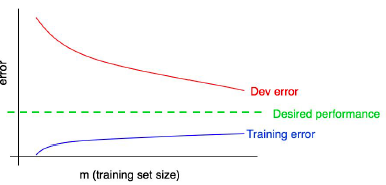 error
Dev error
Desired performance
Training error
m (training set size)